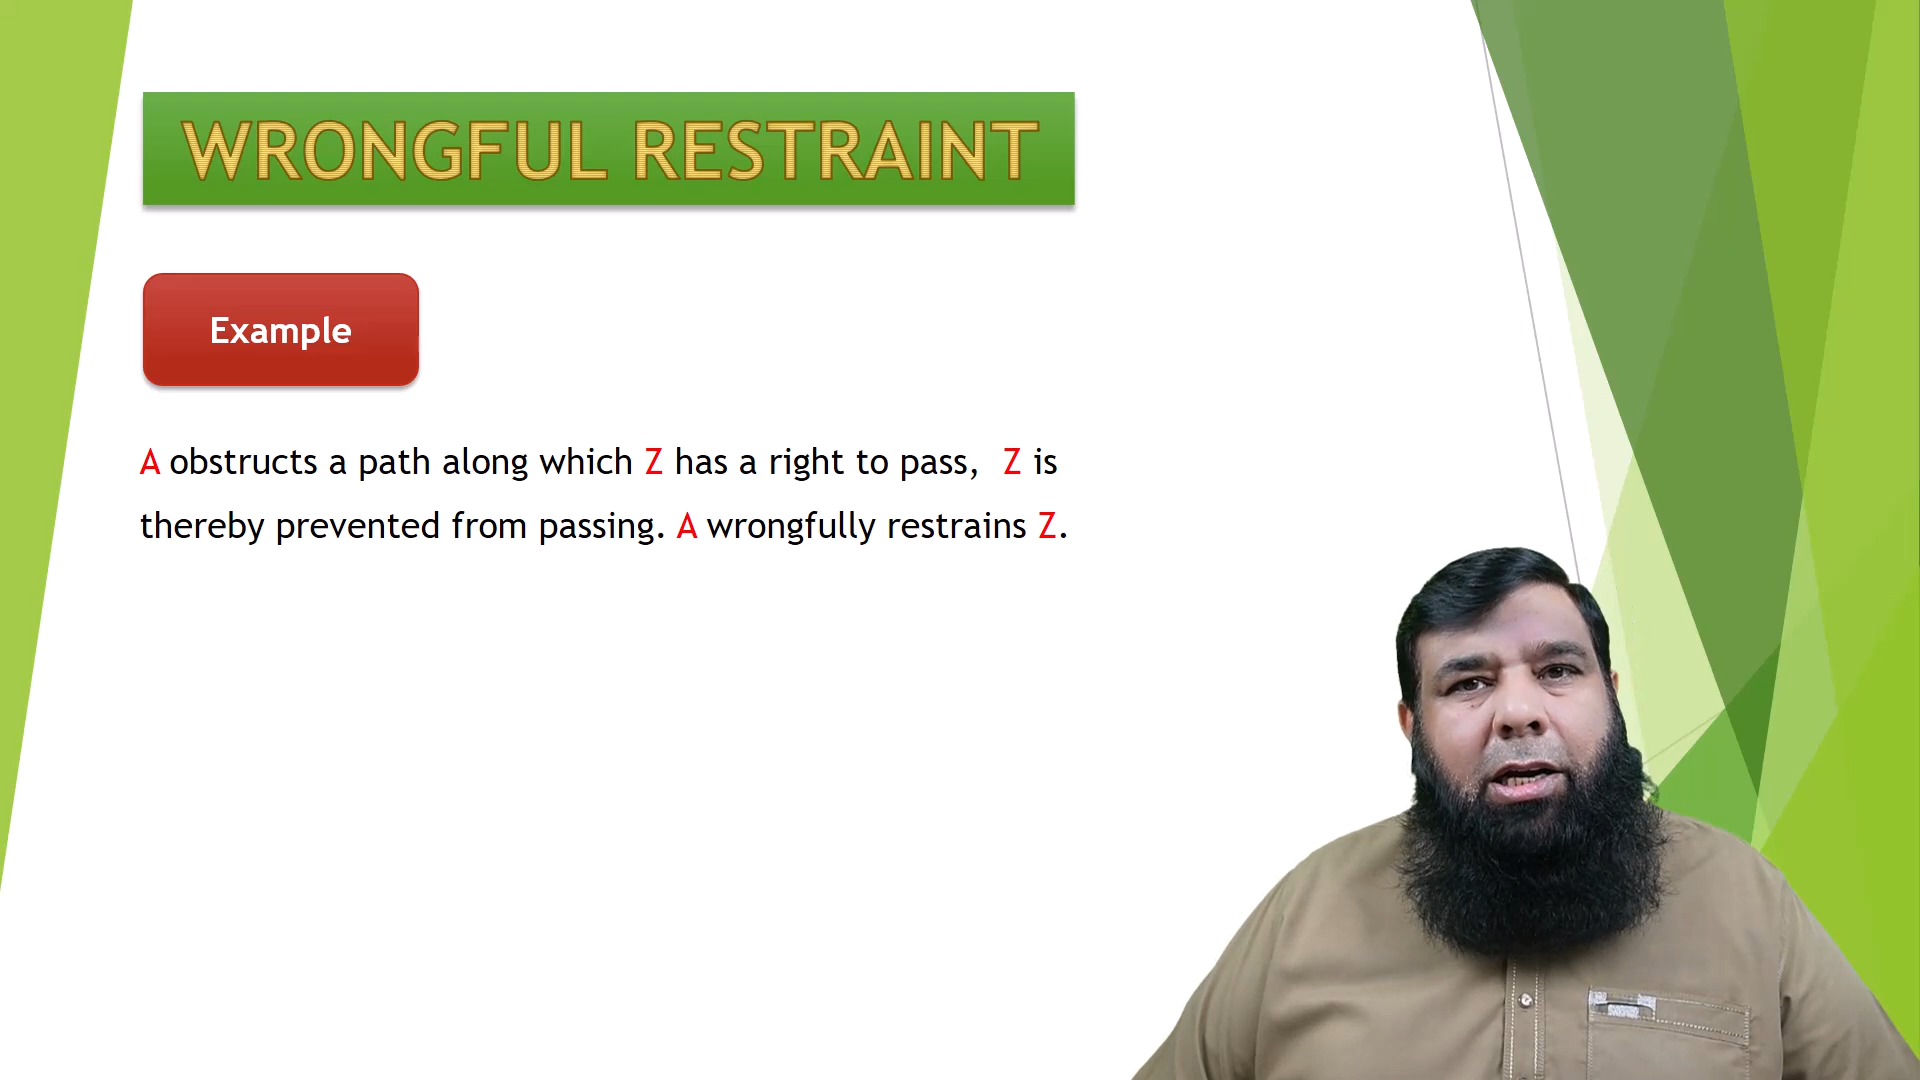 WRONGFUL RESTRAINT
Example
A obstructs a path along which Z has a right to pass, Z is
thereby prevented from passing. A wrongfully restrains Z.